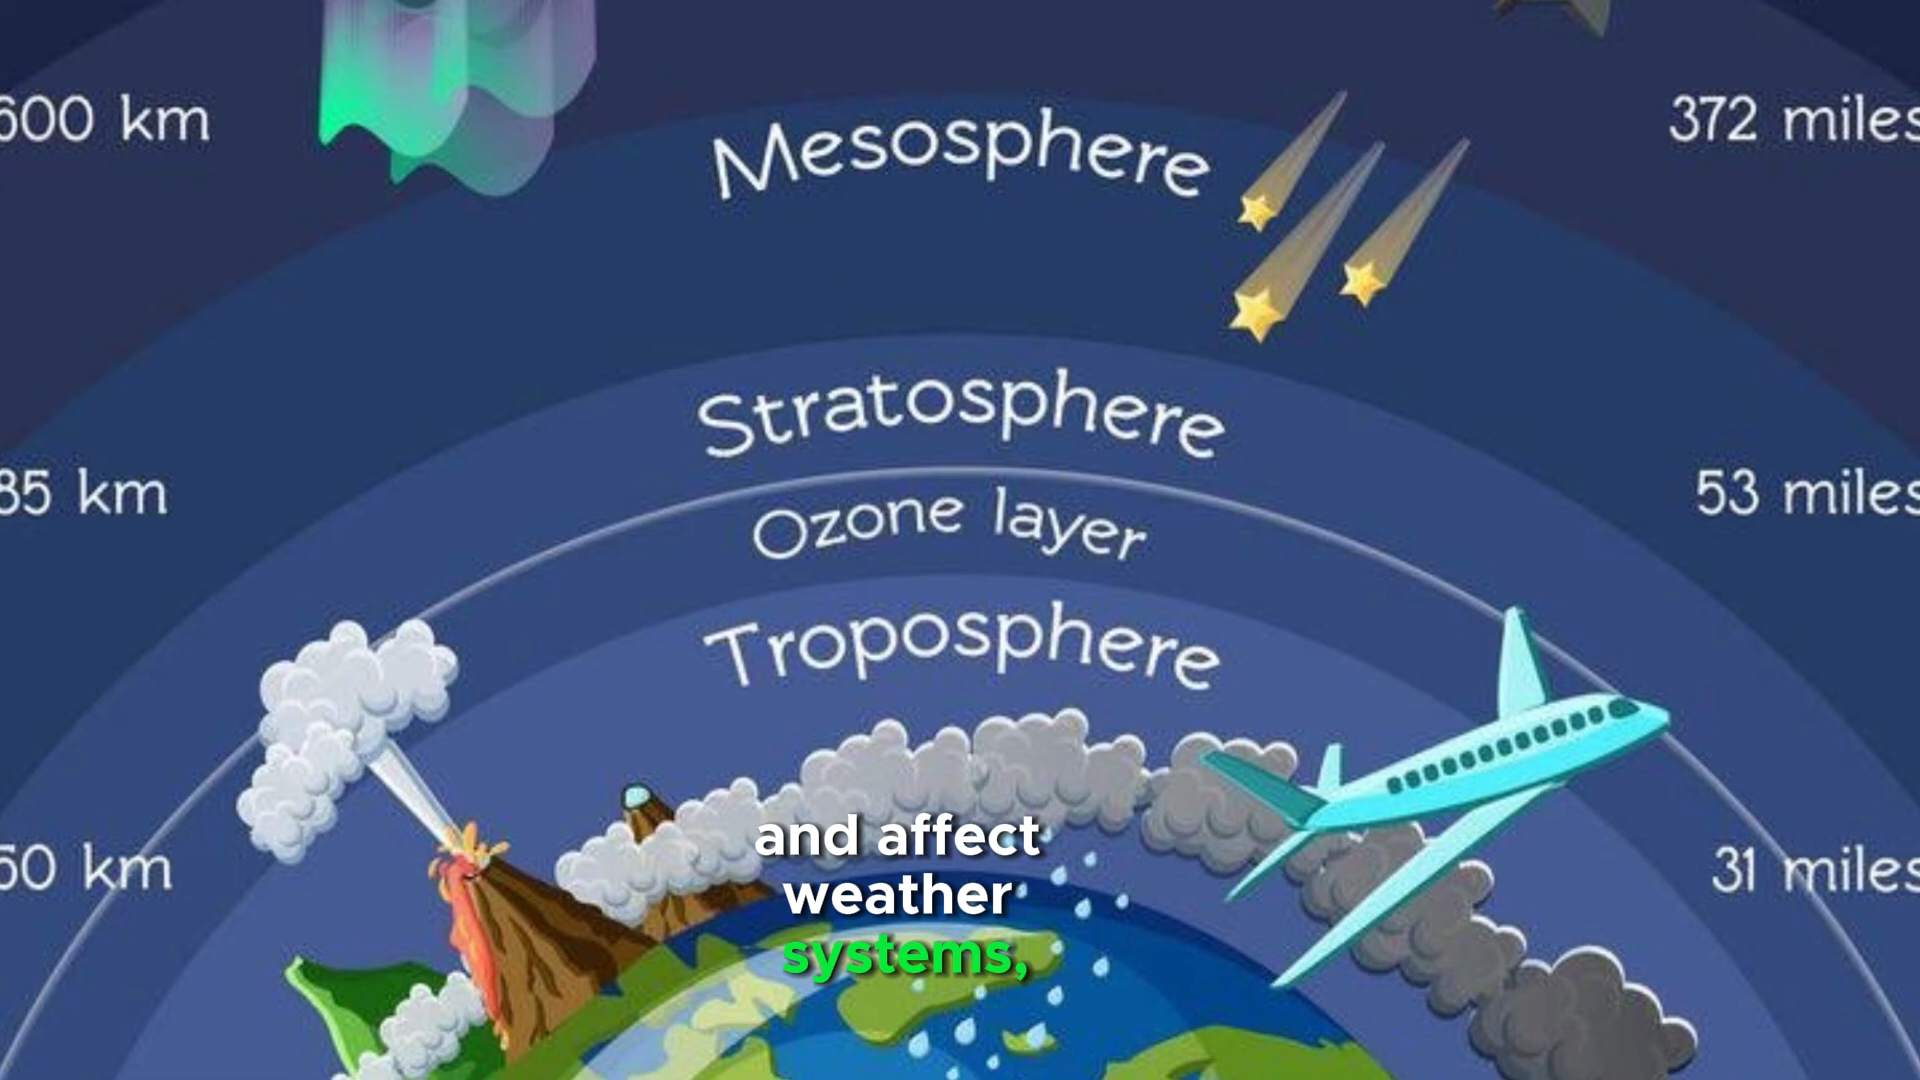 600 km
372 miles
Mesosphere
Stratosphere
85 km
53 miles
Ozone layer
Troposphere
50 km
31 miles
and affect
weather
systems,